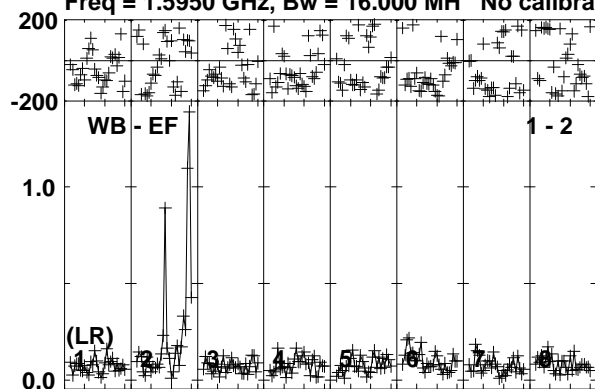 Freq = 1.5950 GHz, Bw = 16.000 MH No calibra
200
-200
WB - EF 1 - 2
1.0
(LR)
1 2 3 4 5 6 7 8
0.0